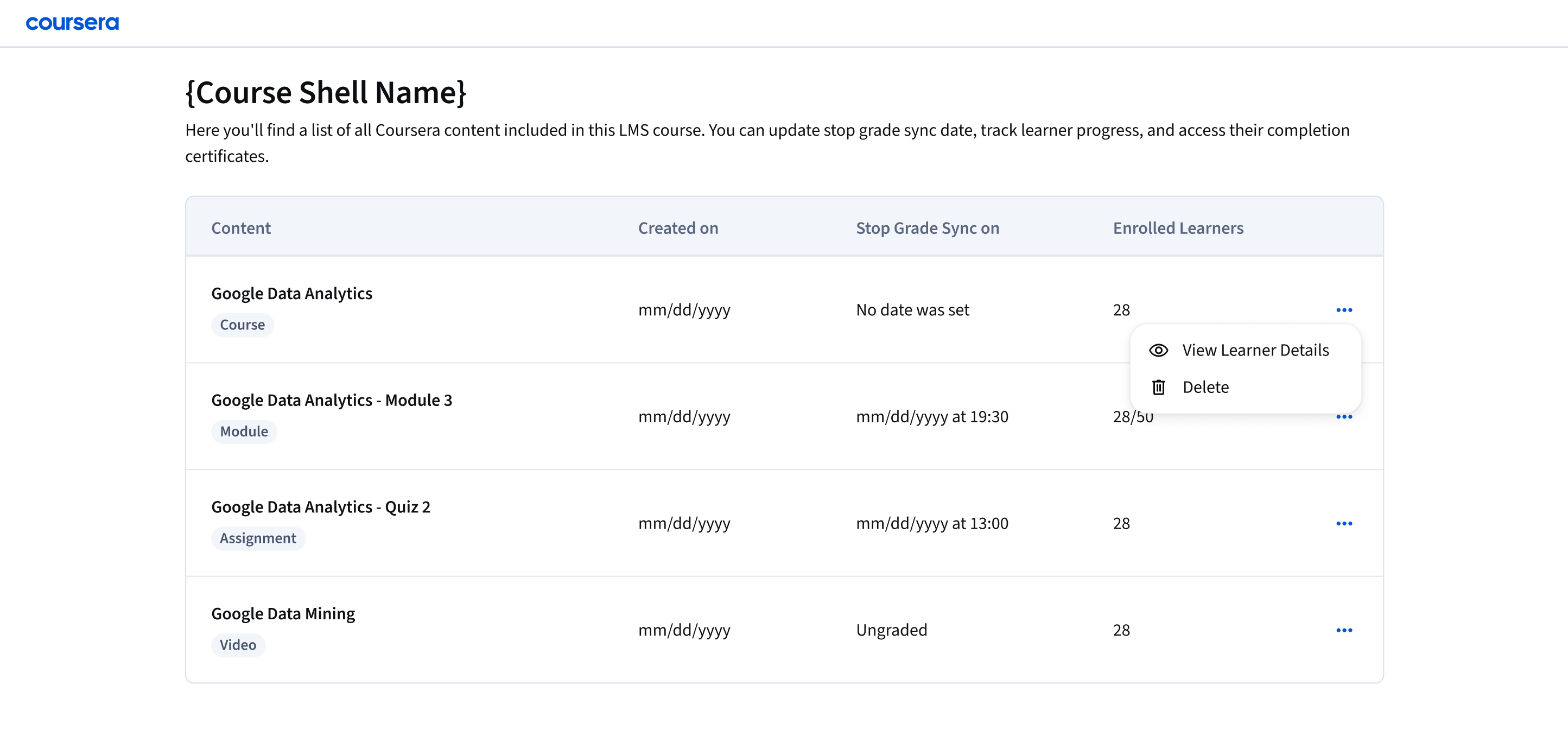 coursera
{Course Shell Name}
Here you'll find a list of all Coursera content included in this LMS course. You can update stop grade sync date, track learner progress, and access their completion
certificates.
Content Created on Stop Grade Sync on Enrolled Learners
Google Data Analytics
Course
mm/dd/yyyy No date was set 28
View Learner Details
Delete
Google Data Analytics - Module 3
Module
mm/dd/yyyy mm/dd/yyyy at 19:30 28/50
Google Data Analytics - Quiz 2
Assignment
mm/dd/yyyy mm/dd/yyyy at 13:00 28
Google Data Mining
Video
mm/dd/yyyy Ungraded 28